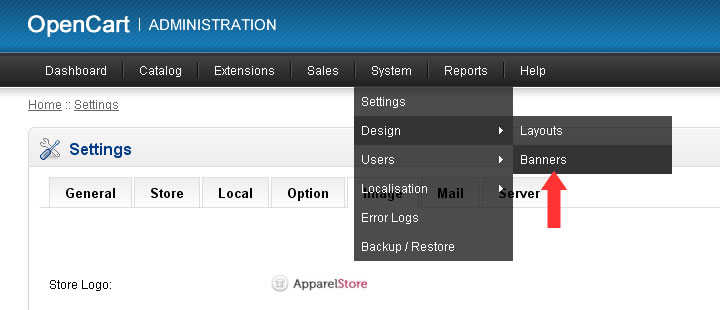 OpenCart | ADMINISTRATION
Dashboard Catalog Extensions Sales System Reports Help
Home :: Settings
Settings
Design
Users
Localisation
Error Logs
Backup / Restore
Layouts
Banners
Settings
General Store Local Option Image Mail Server
Store Logo: ApparelStore